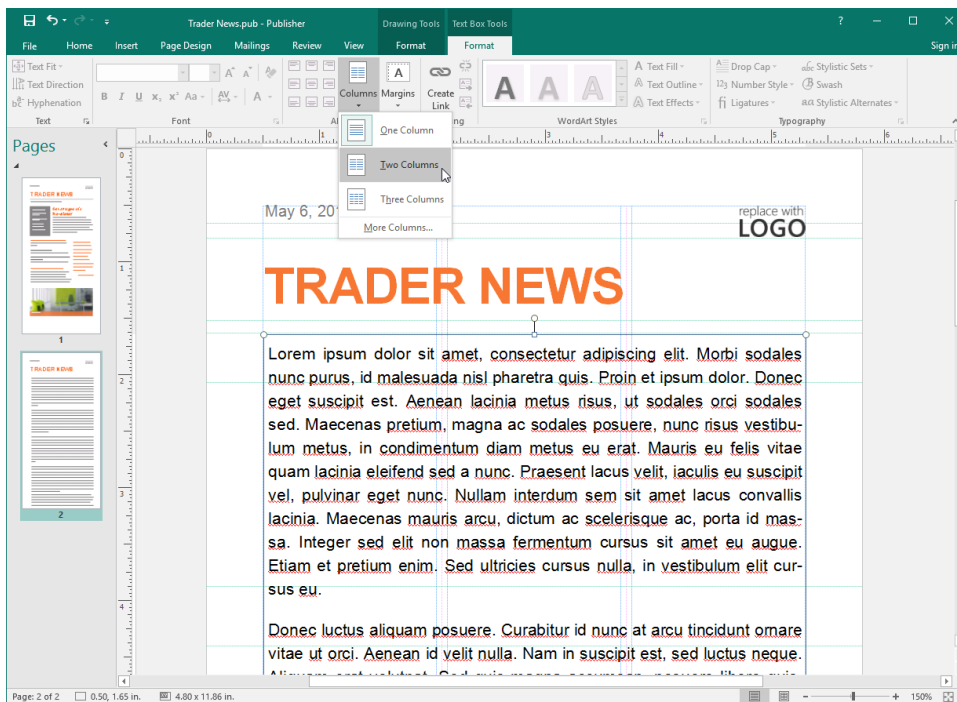 Trader News.pub - Publisher
Drawing Tools
Text Box Tools
?
File
Home
Insert
Page Design
Mailings
Review
View
Format
Format
Sign in
Text Fit
Text Direction
Hyphenation
Text
B I U x₂ x² Aa AV A
Font
Columns
Margins
Create Link
A A A
WordArt Styles
Text Fill
Text Outline
Text Effects
Drop Cap
Number Style
Ligatures
Stylistic Sets
Swash
Stylistic Alternates
Typography
One Column
Two Columns
Three Columns
More Columns...
Pages
TRADER NEWS
1
TRADER NEWS
2
May 6, 20
replace with
LOGO
TRADER NEWS
Lorem ipsum dolor sit amet, consectetur adipiscing elit. Morbi sodales
nunc purus, id malesuada nisl pharetra quis. Proin et ipsum dolor. Donec
eget suscipit est. Aenean lacinia metus risus, ut sodales orci sodales
sed. Maecenas pretium, magna ac sodales posuere, nunc risus vestibu-
lum metus, in condimentum diam metus eu erat. Mauris eu felis vitae
quam lacinia eleifend sed a nunc. Praesent lacus velit, iaculis eu suscipit
vel, pulvinar eget nunc. Nullam interdum sem sit amet lacus convallis
lacinia. Maecenas mauris arcu, dictum ac scelerisque ac, porta id mas-
sa. Integer sed elit non massa fermentum cursus sit amet eu augue.
Etiam et pretium enim. Sed ultricies cursus nulla, in vestibulum elit cur-
sus eu.
Donec luctus aliquam posuere. Curabitur id nunc at arcu tincidunt ornare
vitae ut orci. Aenean id velit nulla. Nam in suscipit est, sed luctus neque.
Page: 2 of 2
0.50, 1.65 in.
4.80 x 11.86 in.
150%